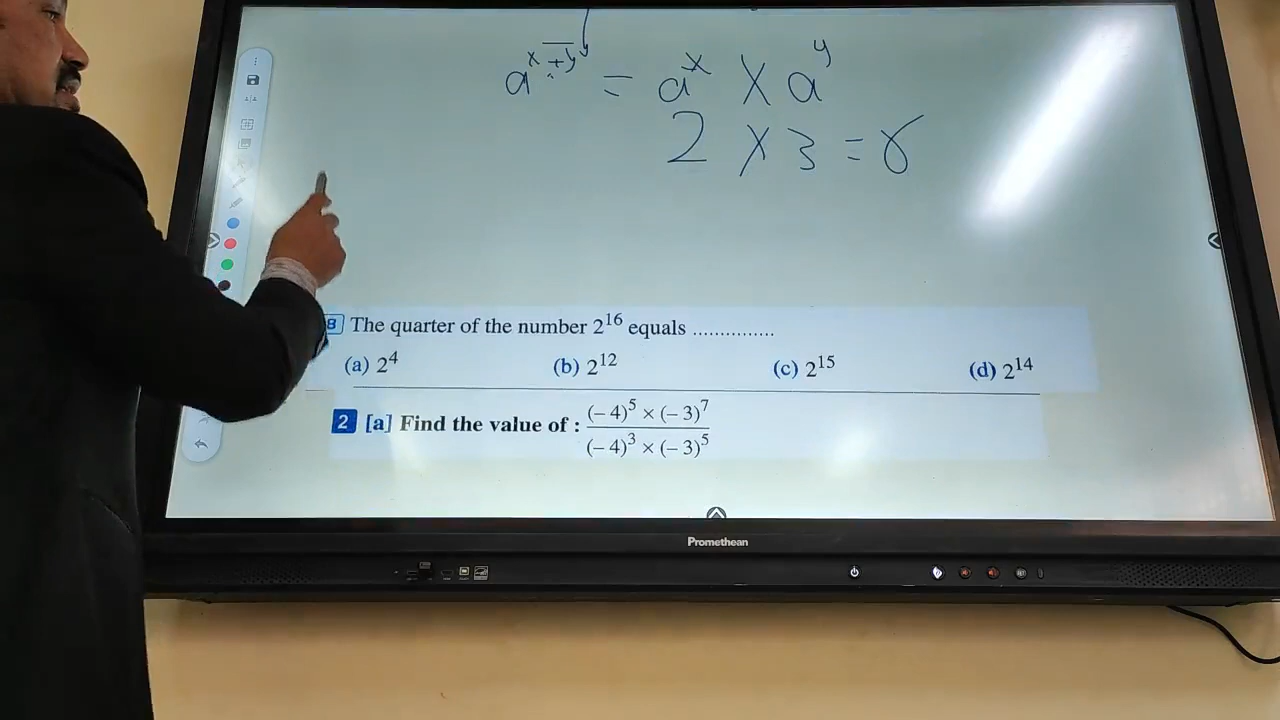 a^{x+y} = a^x × a^y
2 × 3 = 6
8 The quarter of the number 2^16 equals ...............
(a) 2^4 (b) 2^12 (c) 2^15 (d) 2^14
2 [a] Find the value of : \frac{(– 4)^5 × (– 3)^7}{(– 4)^3 × (– 3)^5}
Promethean